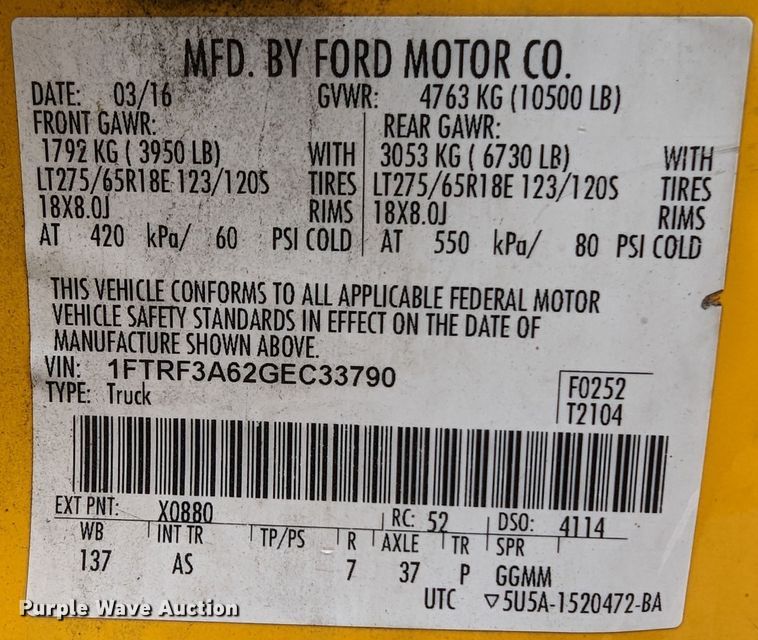 MFD. BY FORD MOTOR CO.
DATE: 03/16 GVWR: 4763 KG (10500 LB)
FRONT GAWR: REAR GAWR:
1792 KG ( 3950 LB) WITH 3053 KG ( 6730 LB) WITH
LT275/65R18E 123/120S TIRES LT275/65R18E 123/120S TIRES
18X8.0J RIMS 18X8.0J RIMS
AT 420 kPa/ 60 PSI COLD AT 550 kPa/ 80 PSI COLD
THIS VEHICLE CONFORMS TO ALL APPLICABLE FEDERAL MOTOR
VEHICLE SAFETY STANDARDS IN EFFECT ON THE DATE OF
MANUFACTURE SHOWN ABOVE.
VIN: 1FTRF3A62GEC33790
TYPE: Truck
F0252
T2104
EXT PNT: X0880 RC: 52 DSO: 4114
WB INT TR TP/PS R AXLE TR SPR
137 AS 7 37 P GGMM
UTC ▽5U5A-1520472-BA
Purple Wave Auction